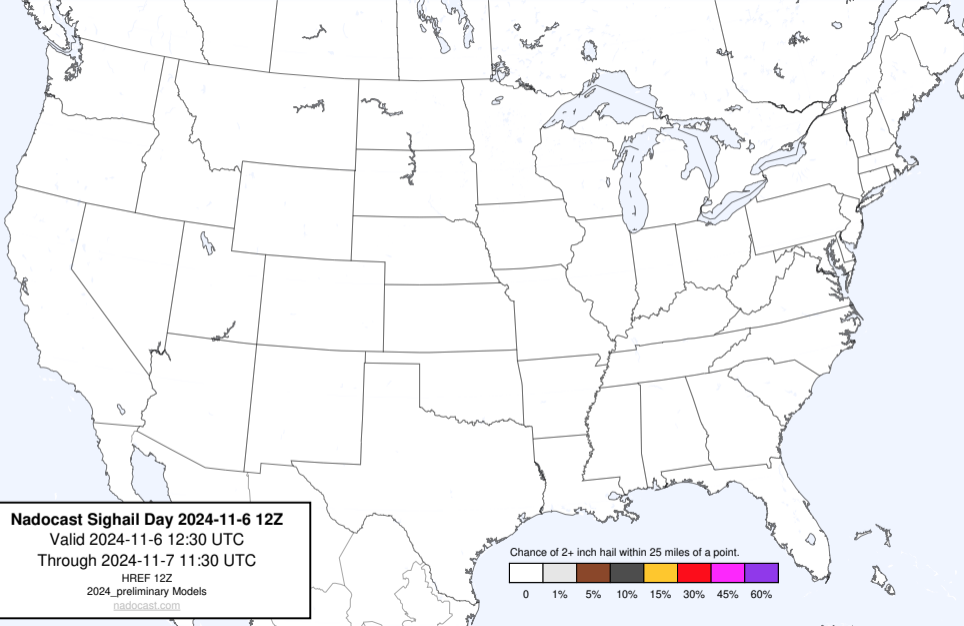 Nadocast Sighail Day 2024-11-6 12Z
Valid 2024-11-6 12:30 UTC
Through 2024-11-7 11:30 UTC
HREF 12Z
2024_preliminary Models
nadocast.com
Chance of 2+ inch hail within 25 miles of a point.
0 1% 5% 10% 15% 30% 45% 60%